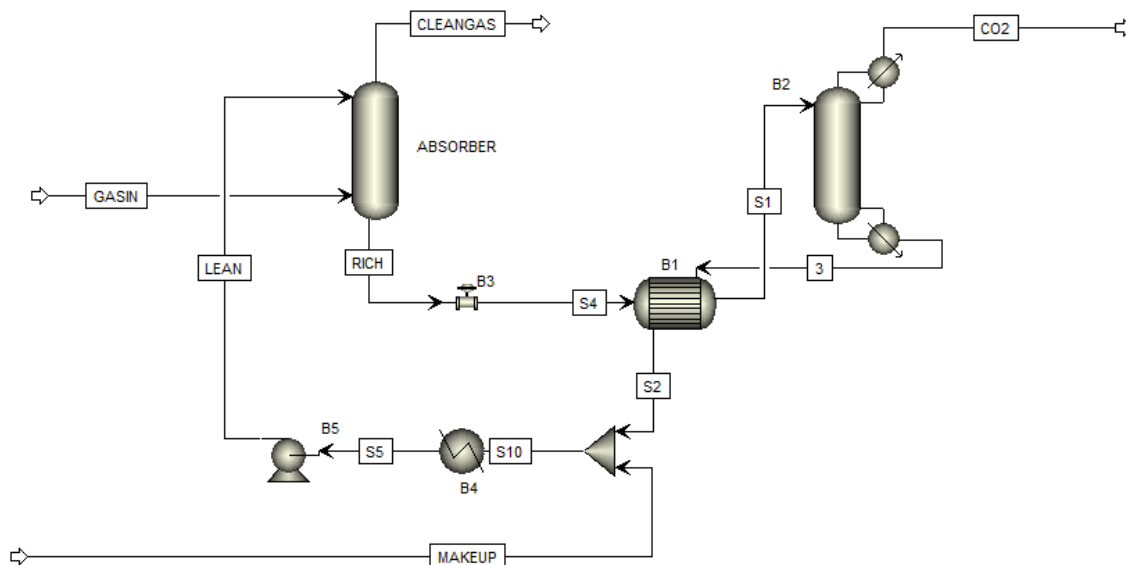 CLEANGAS
CO2
B2
ABSORBER
GASIN
S1
LEAN
RICH
B1
3
B3
S4
S2
B5
S5
S10
B4
MAKEUP